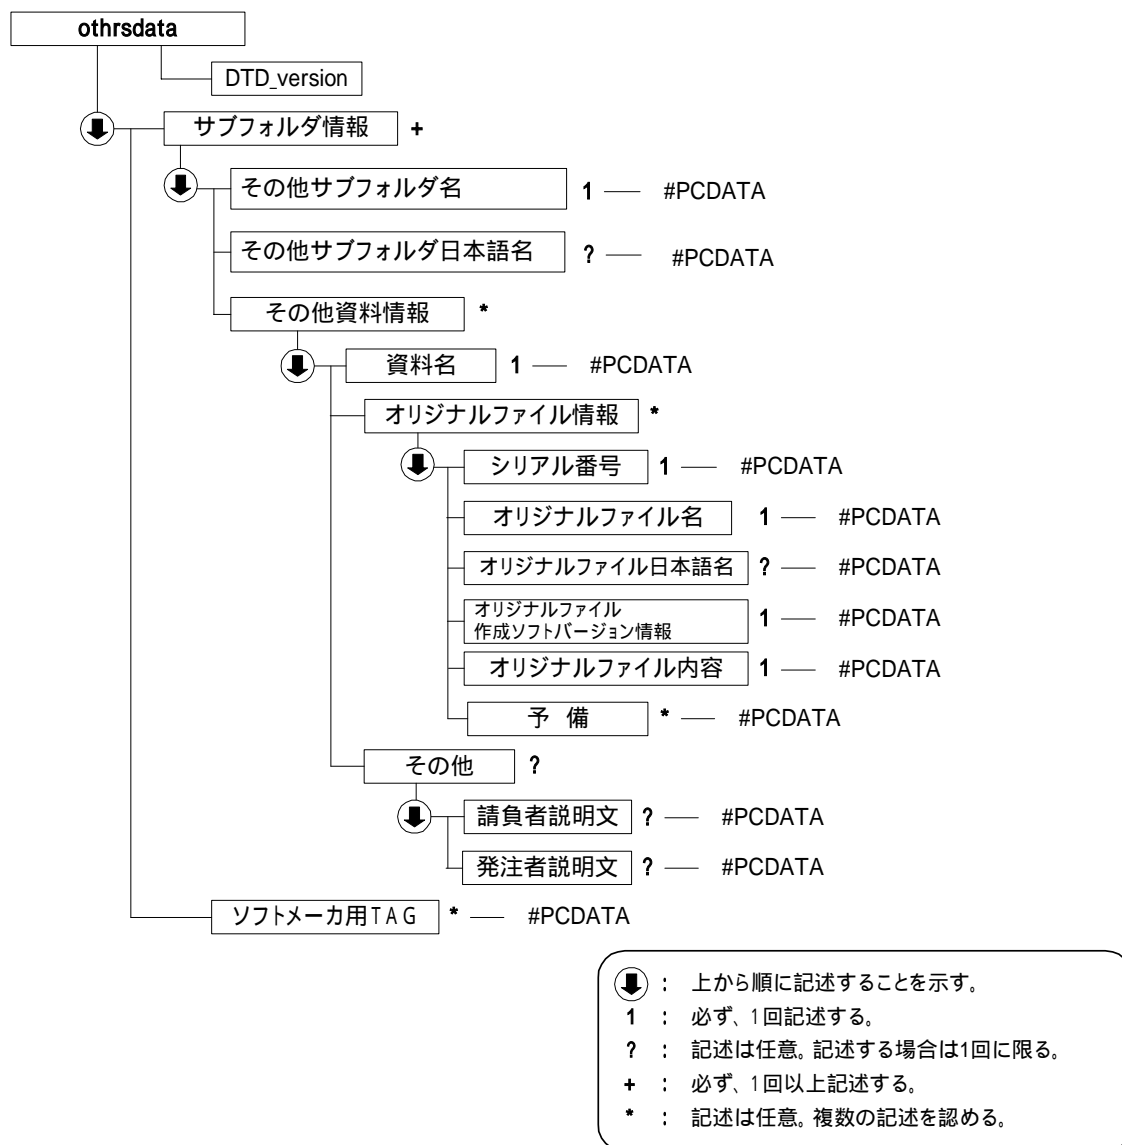 othrsdata
DTD_version
サブフォルダ情報 +
その他サブフォルダ名 1 #PCDATA
その他サブフォルダ日本語名 ? #PCDATA
その他資料情報 *
資料名 1 #PCDATA
オリジナルファイル情報 *
シリアル番号 1 #PCDATA
オリジナルファイル名 1 #PCDATA
オリジナルファイル日本語名 ? #PCDATA
オリジナルファイル
作成ソフトバージョン情報 1 #PCDATA
オリジナルファイル内容 1 #PCDATA
予 備 * #PCDATA
その他 ?
請負者説明文 ? #PCDATA
発注者説明文 ? #PCDATA
ソフトメーカ用TAG * #PCDATA
: 上から順に記述することを示す。
1 : 必ず、1回記述する。
? : 記述は任意。記述する場合は1回に限る。
+ : 必ず、1回以上記述する。
* : 記述は任意。複数の記述を認める。